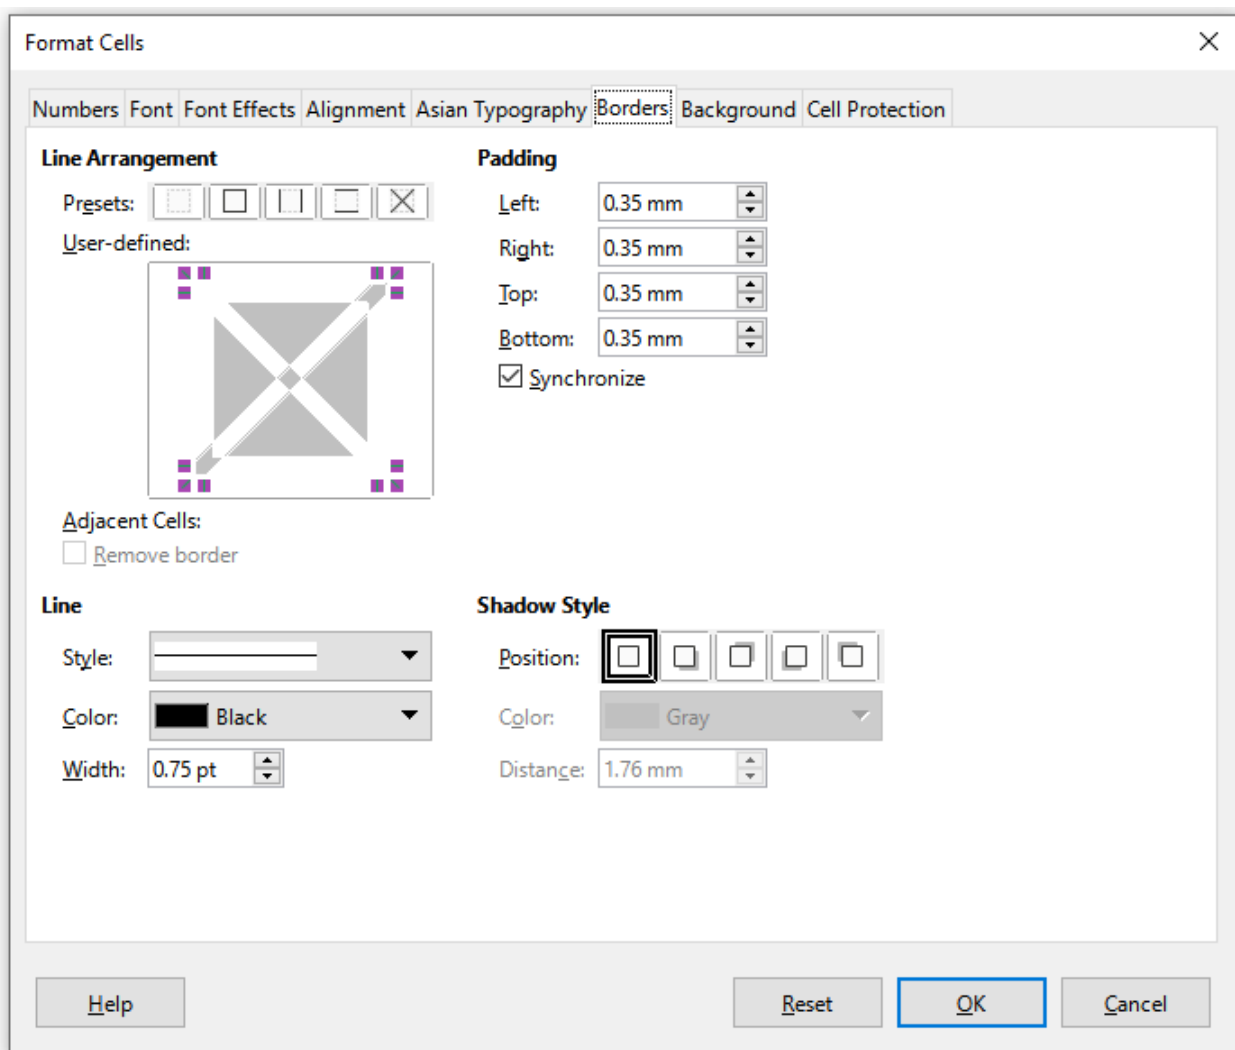 Format Cells
Numbers Font Font Effects Alignment Asian Typography Borders Background Cell Protection
Line Arrangement
Presets:
User-defined:
Adjacent Cells:
Remove border
Padding
Left: 0.35 mm
Right: 0.35 mm
Top: 0.35 mm
Bottom: 0.35 mm
Synchronize
Line
Style:
Color: Black
Width: 0.75 pt
Shadow Style
Position:
Color: Gray
Distance: 1.76 mm
Help Reset OK Cancel